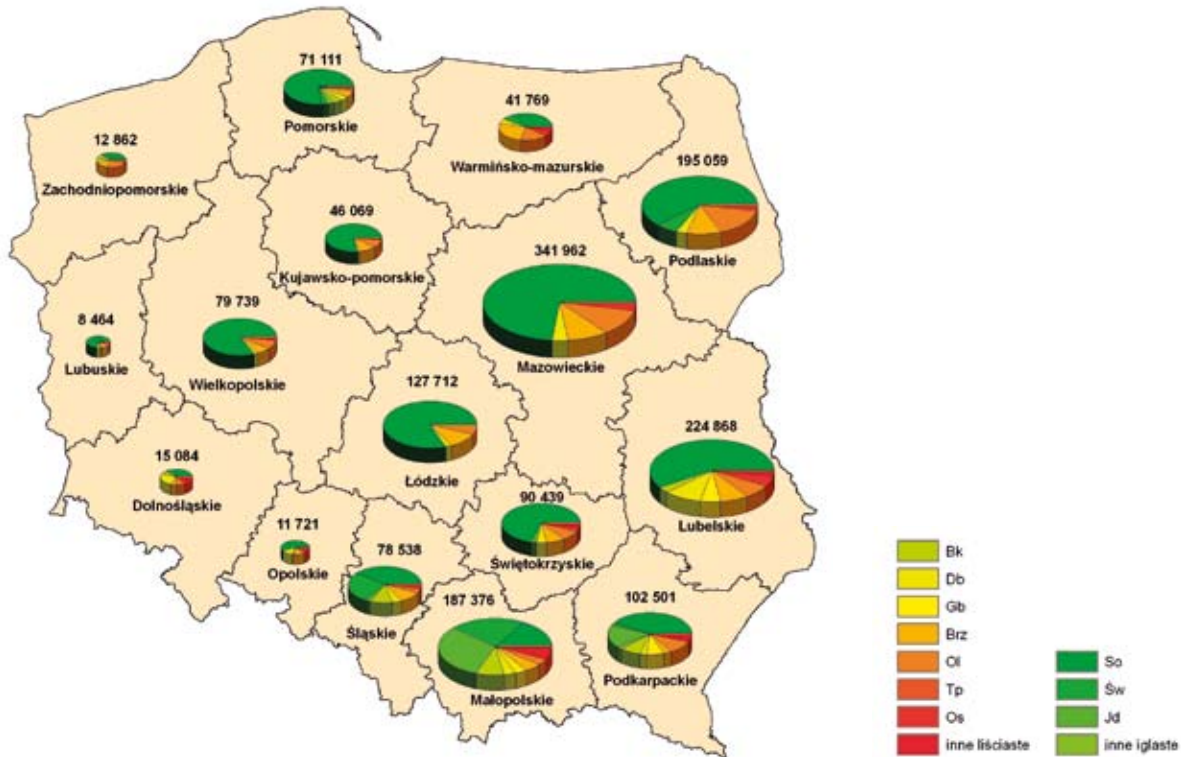 71 111
Pomorskie
41 769
Warmińsko-mazurskie
12 862
Zachodniopomorskie
195 059
Podlaskie
46 069
Kujawsko-pomorskie
341 962
Mazowieckie
8 464
Lubuskie
79 739
Wielkopolskie
127 712
Łódzkie
224 868
Lubelskie
15 084
Dolnośląskie
90 439
Świętokrzyskie
11 721
Opolskie
78 538
Śląskie
187 376
Małopolskie
102 501
Podkarpackie
Bk
Db
Gb
Brz
Ol
Tp
Os
inne liściaste
So
Św
Jd
inne iglaste